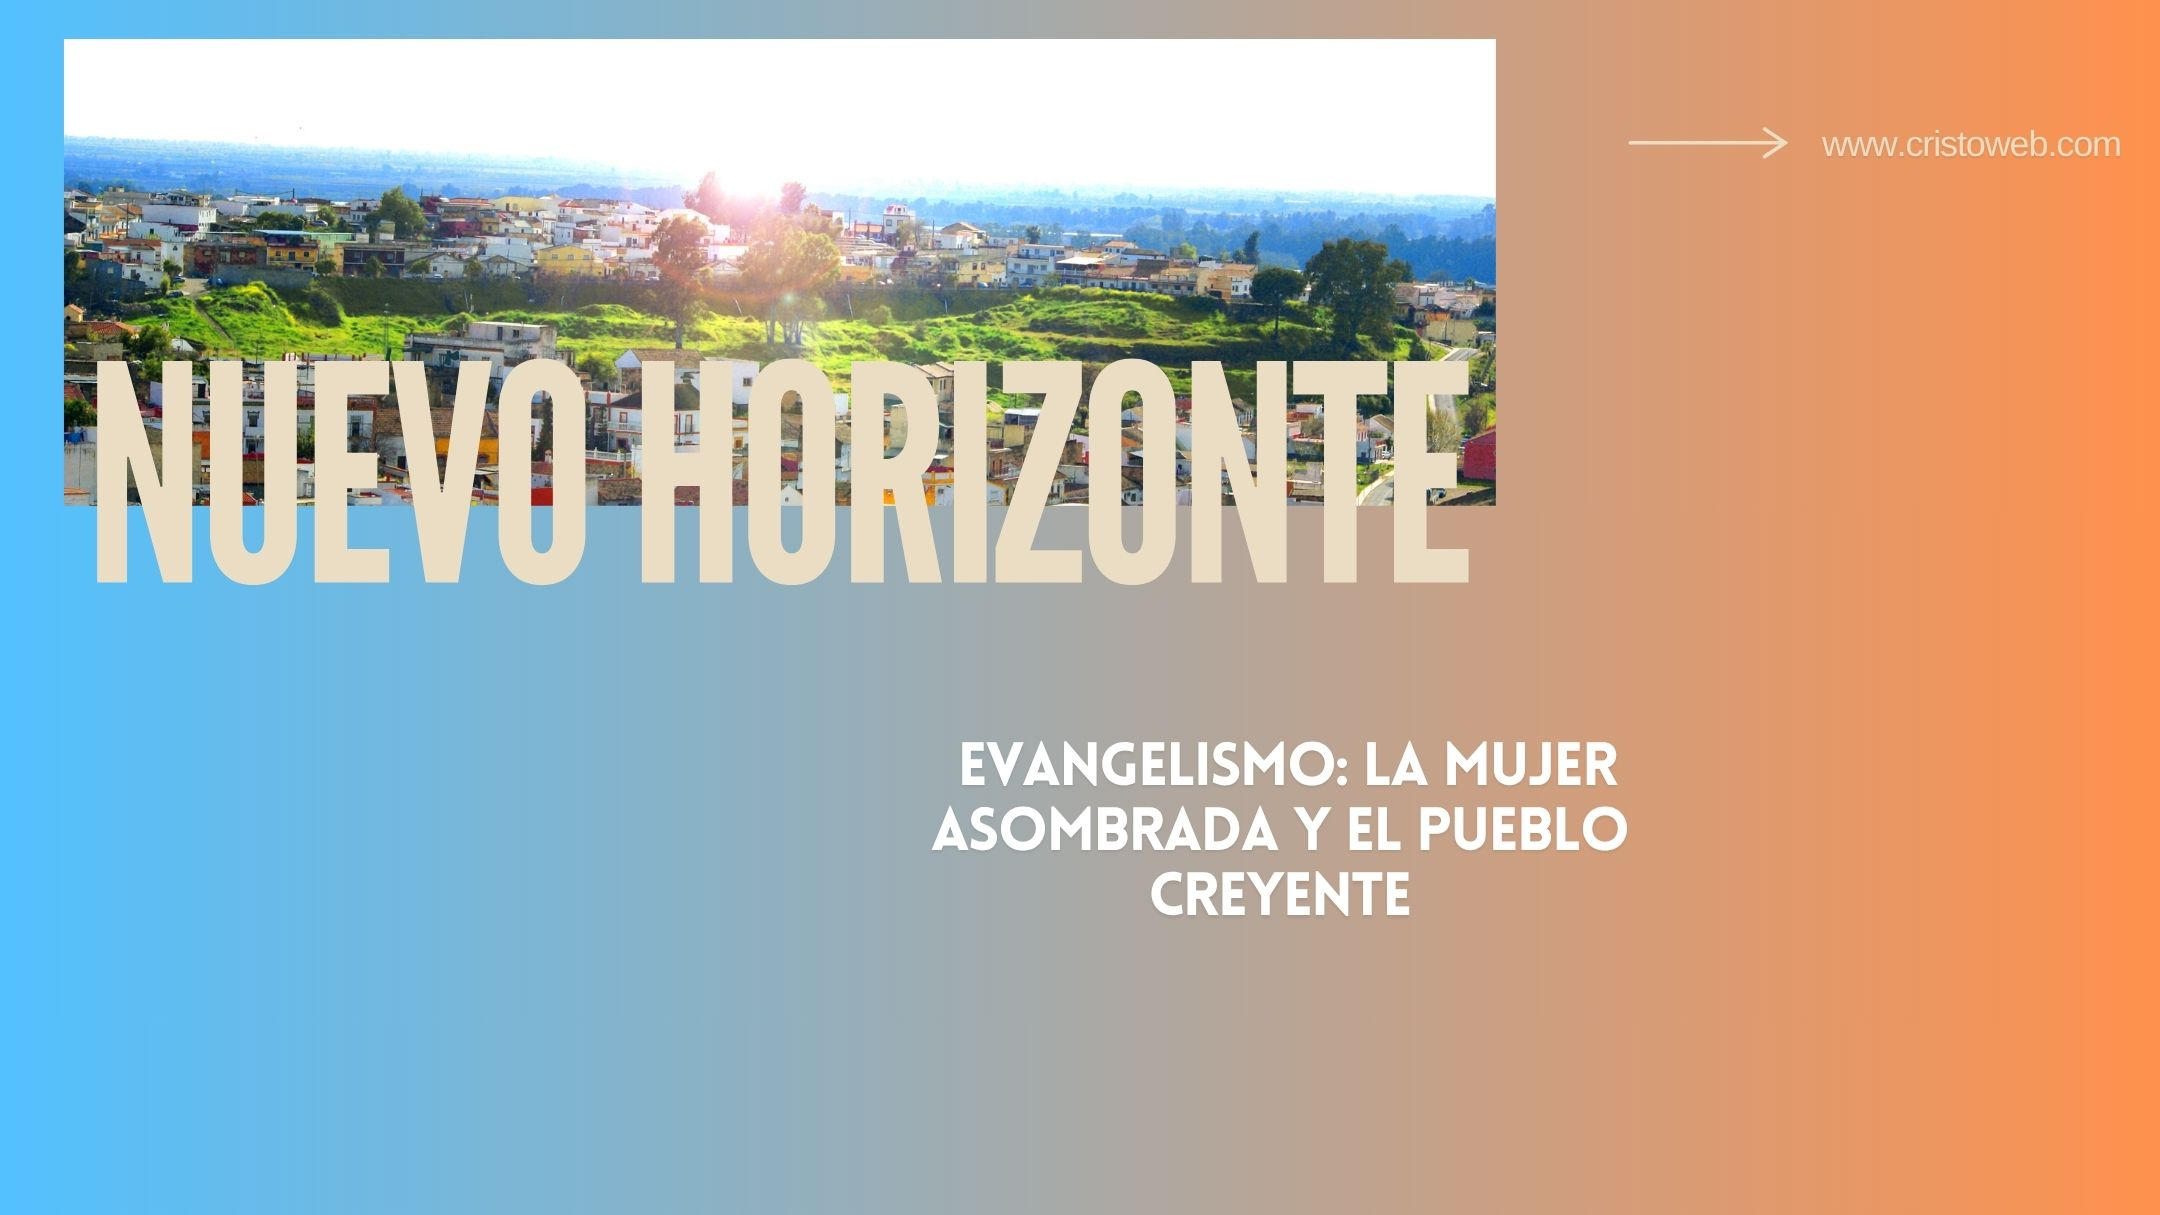 www.cristoweb.com
NUEVO HORIZONTE
EVANGELISMO: LA MUJER
ASOMBRADA Y EL PUEBLO
CREYENTE